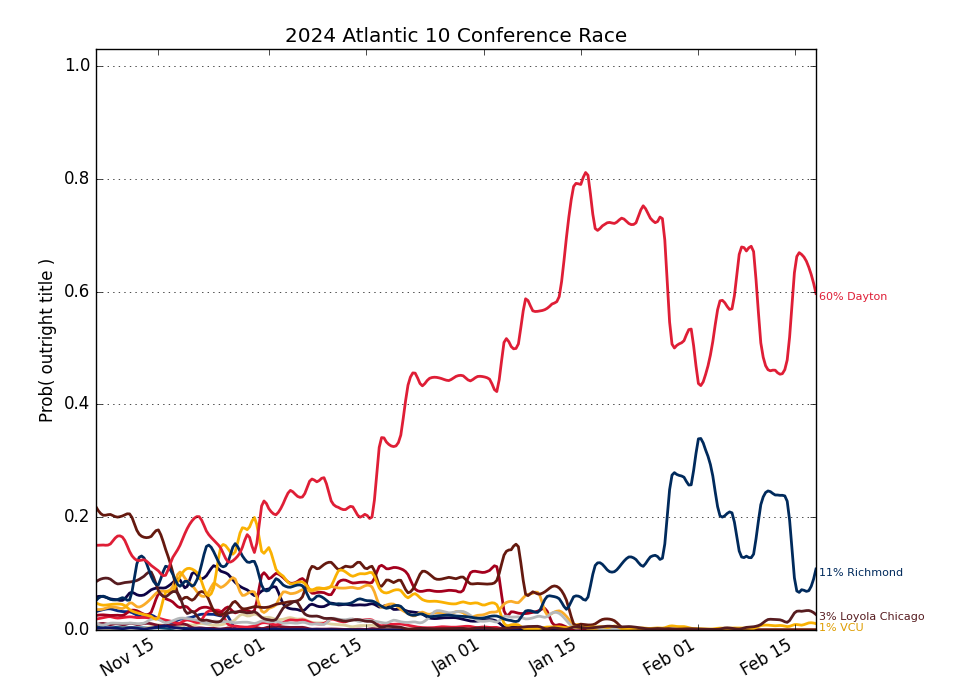 2024 Atlantic 10 Conference Race
1.0
0.8
0.6
0.4
0.2
0.0
Prob( outright title )
60% Dayton
11% Richmond
3% Loyola Chicago
1% VCU
Nov 15
Dec 01
Dec 15
Jan 01
Jan 15
Feb 01
Feb 15